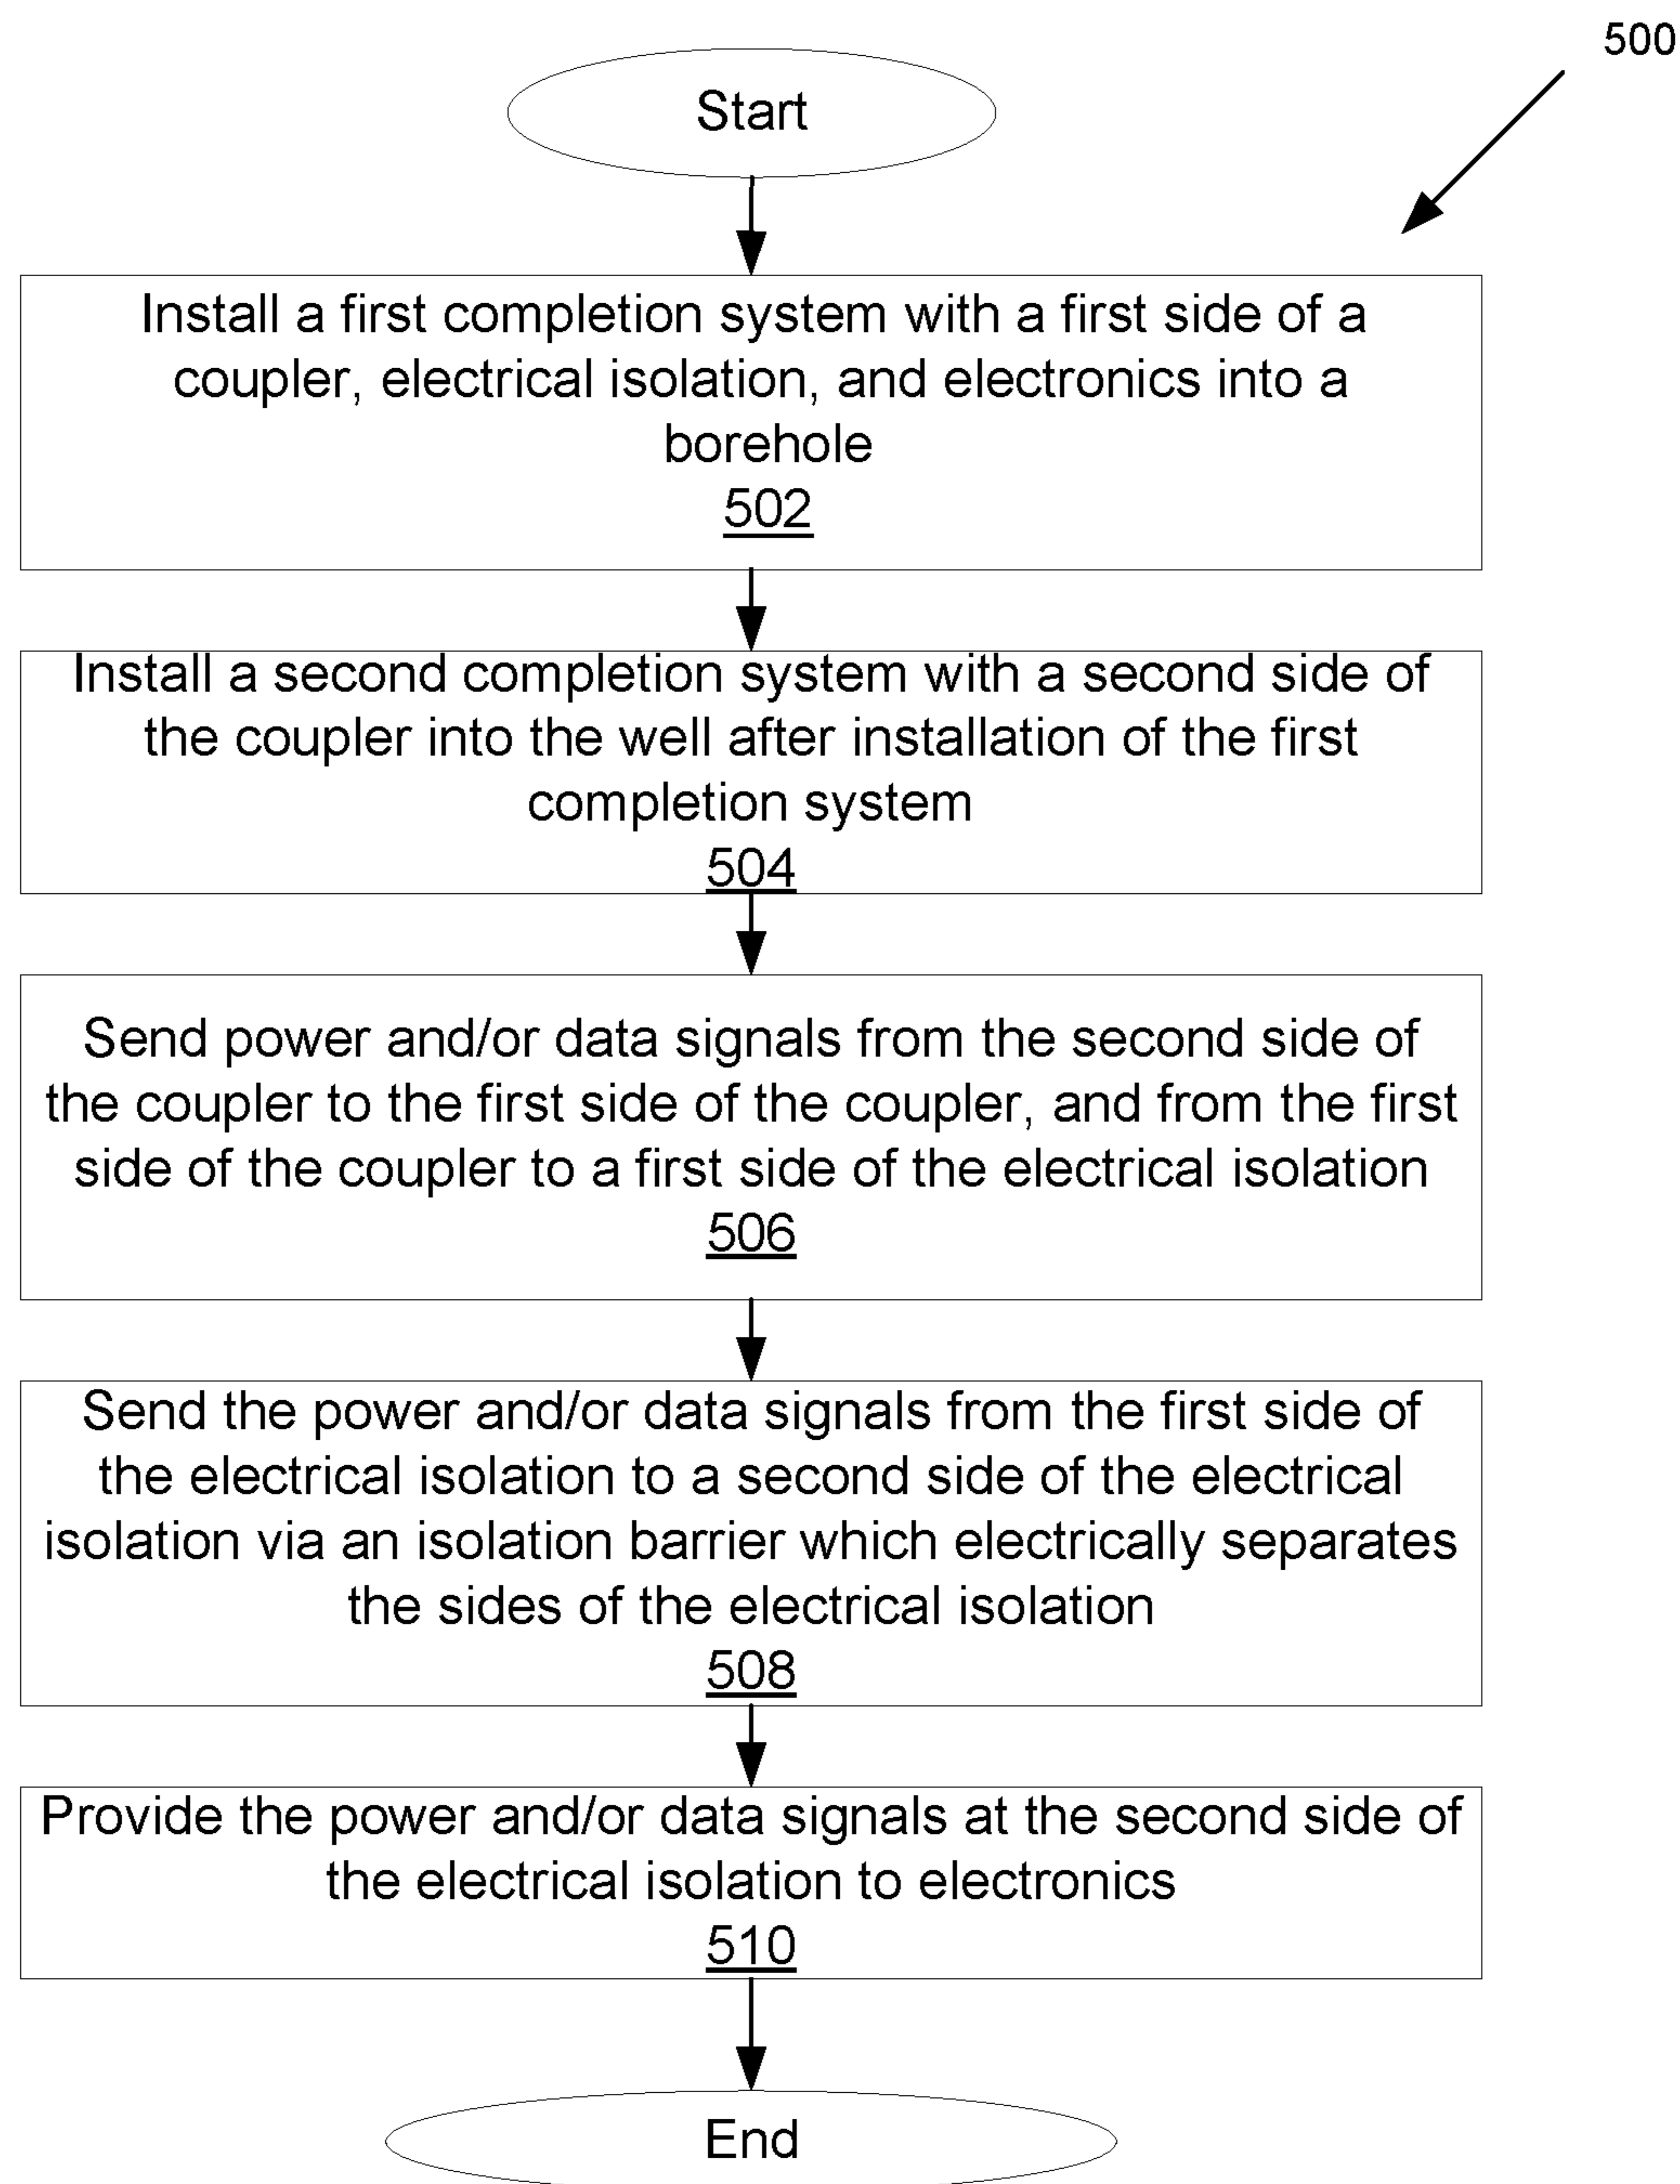 500
Start
Install a first completion system with a first side of a
coupler, electrical isolation, and electronics into a
borehole
502
Install a second completion system with a second side of
the coupler into the well after installation of the first
completion system
504
Send power and/or data signals from the second side of
the coupler to the first side of the coupler, and from the first
side of the coupler to a first side of the electrical isolation
506
Send the power and/or data signals from the first side of
the electrical isolation to a second side of the electrical
isolation via an isolation barrier which electrically separates
the sides of the electrical isolation
508
Provide the power and/or data signals at the second side of
the electrical isolation to electronics
510
End